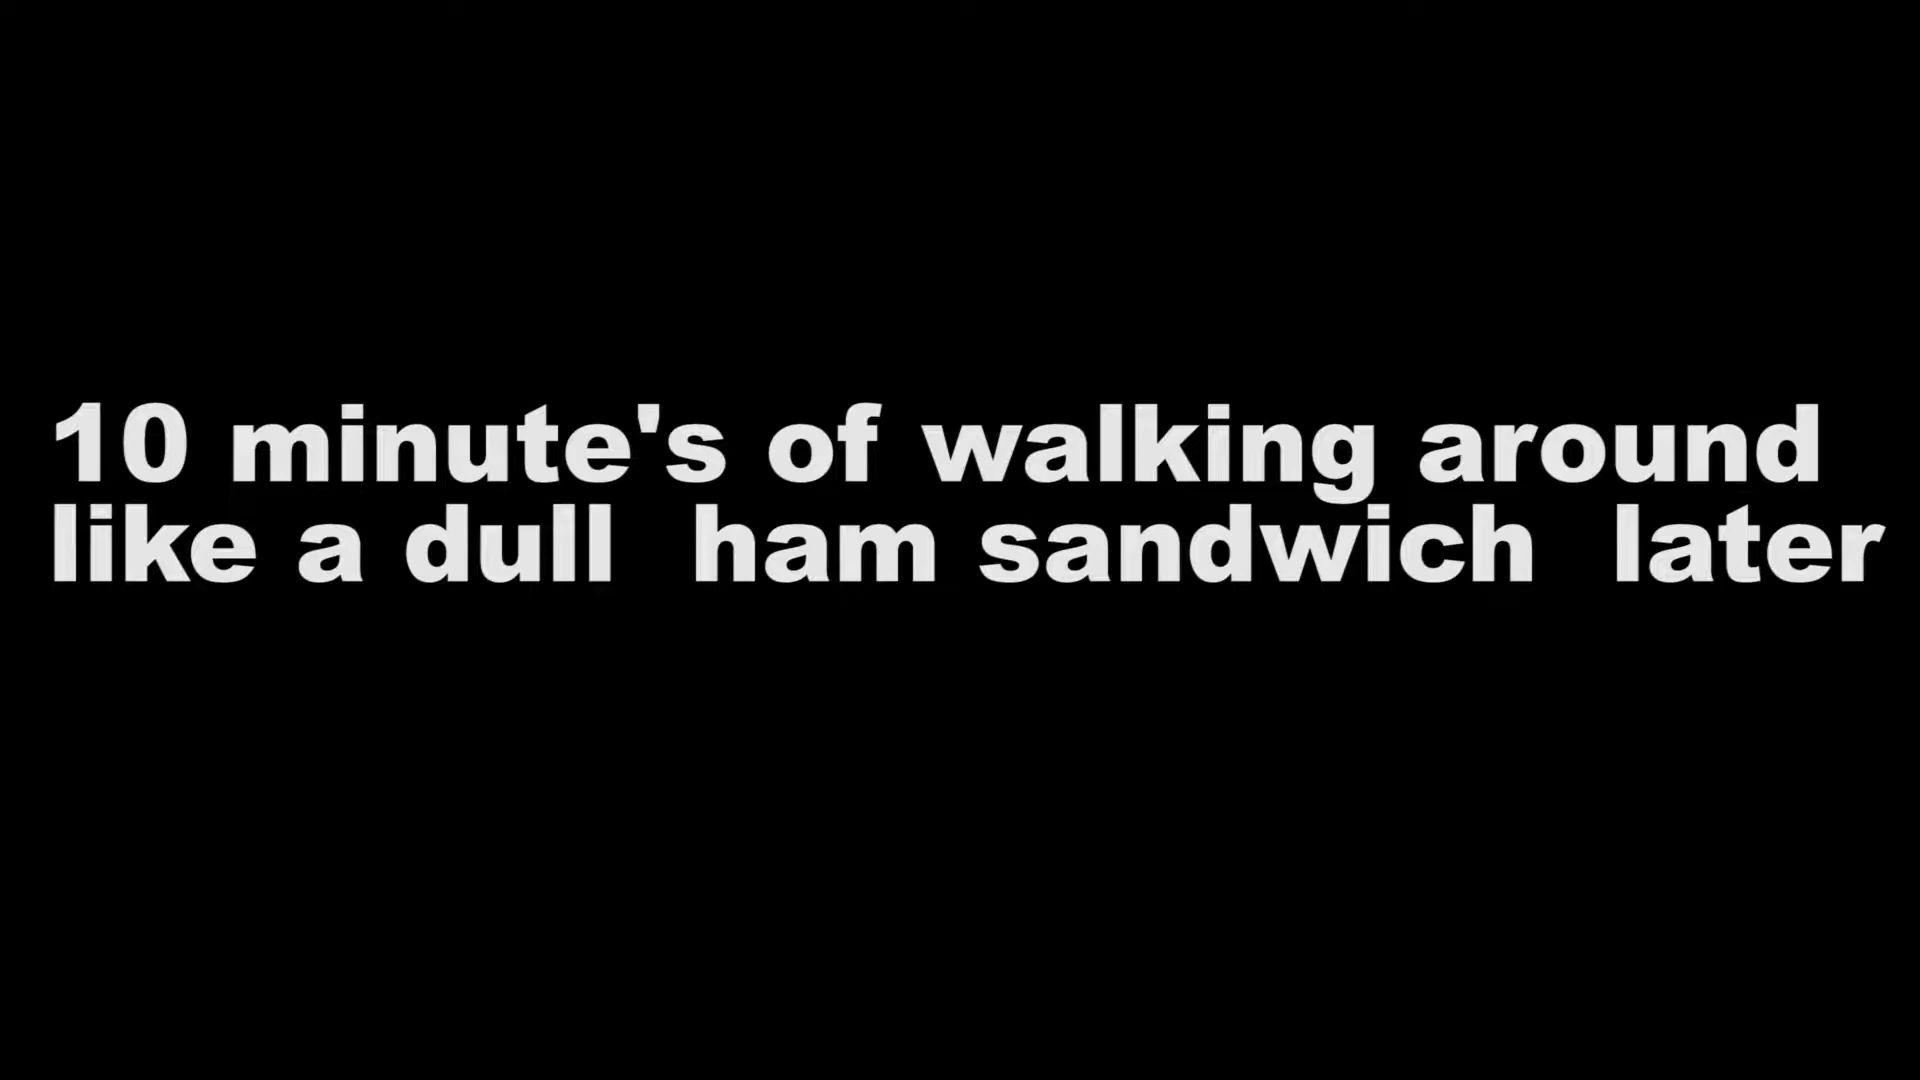 10 minute's of walking around
like a dull  ham sandwich  later